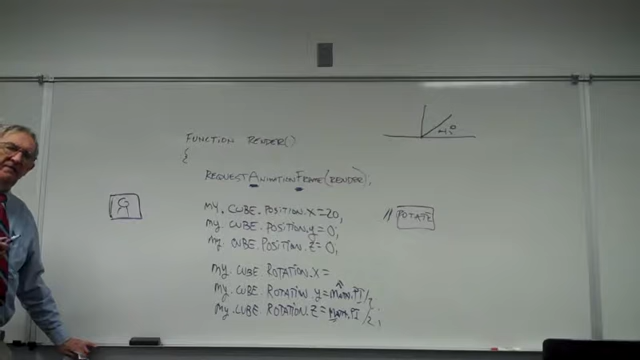 FUNCTION RENDER()
{
REQUESTANIMATIONFRAME(RENDER);
MY.CUBE.POSITION.X=20;
MY.CUBE.POSITION.Y=0;
MY.CUBE.POSITION.Z=0;
// ROTATE
MY.CUBE ROTATION.X=
MY.CUBE ROTATION.Y=MATH.PI/2;
MY.CUBE ROTATION.Z=MATH.PI/2;